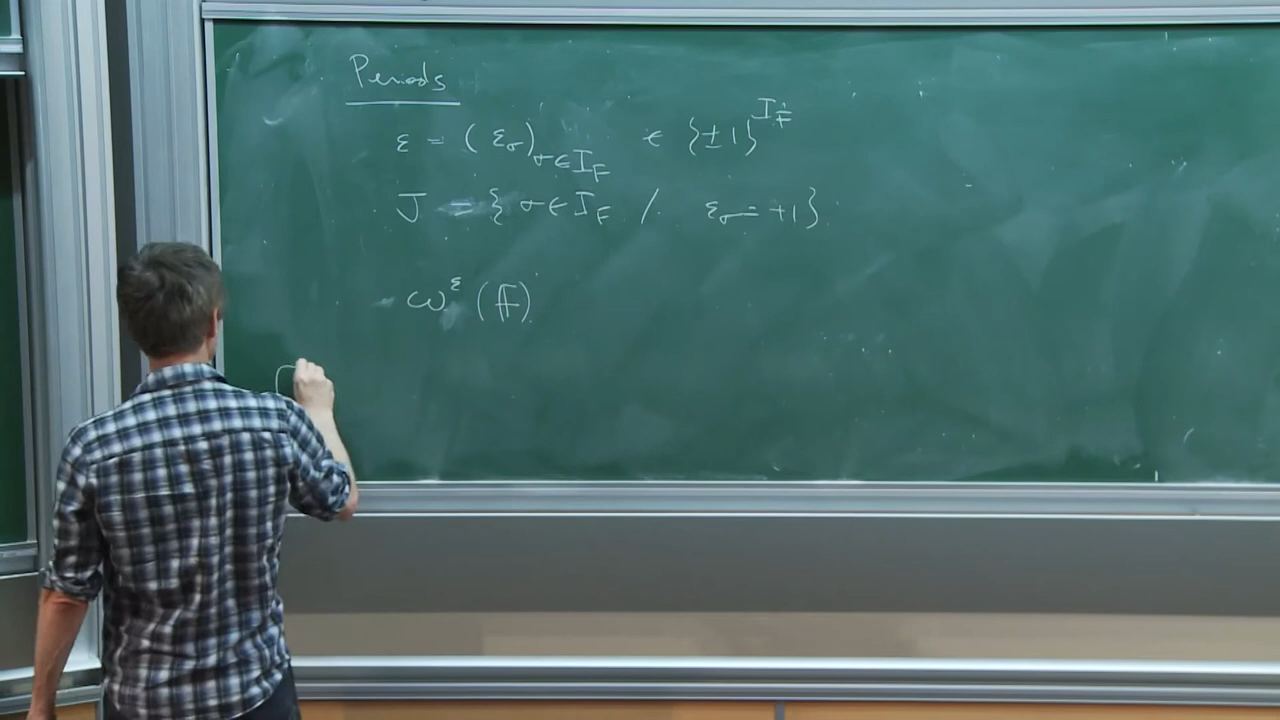 Periods
ε = (ε_σ)_{σ∈I_F} ∈ {±1}^{I_F}
J = {σ∈I_F / ε_σ = +1}
ω^ε (𝔽)